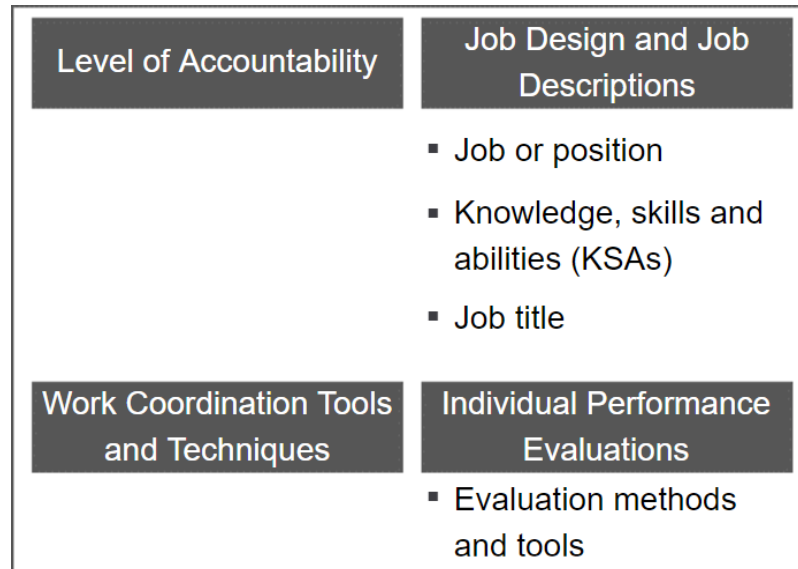 Level of Accountability
Job Design and Job
Descriptions
▪ Job or position
▪ Knowledge, skills and
abilities (KSAs)
▪ Job title
Work Coordination Tools
and Techniques
Individual Performance
Evaluations
▪ Evaluation methods
and tools